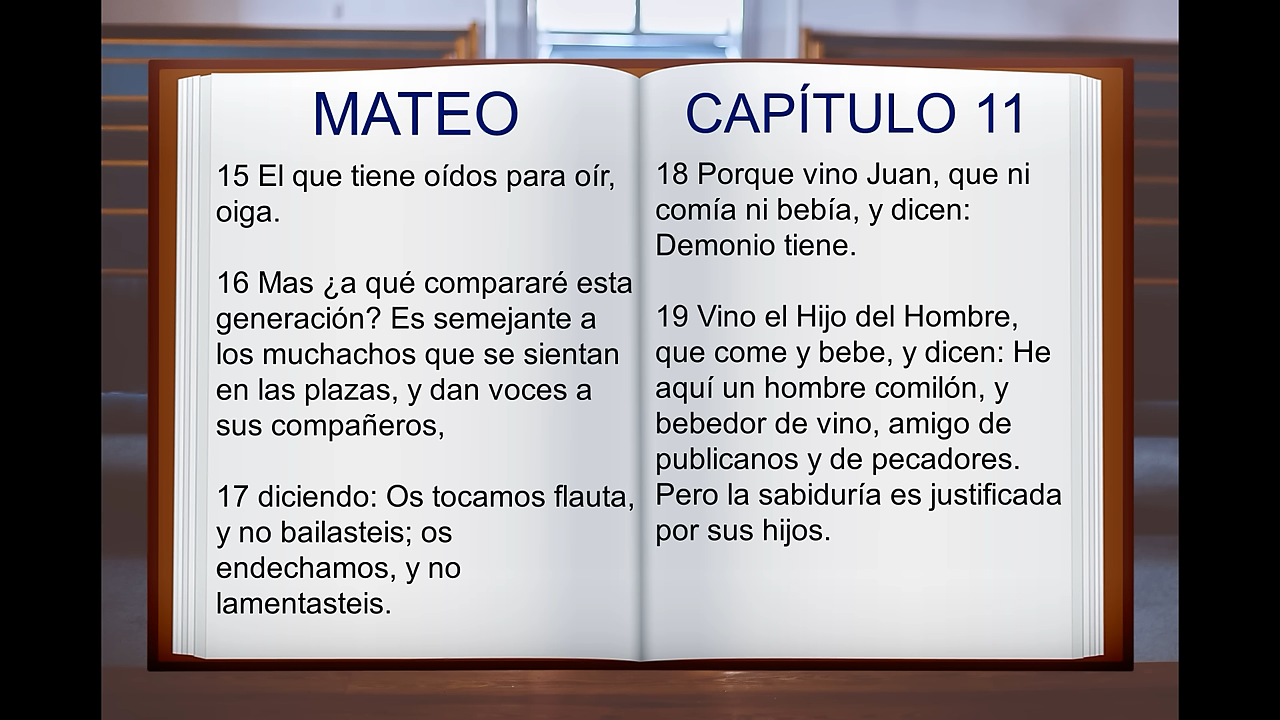 MATEO
15 El que tiene oídos para oír,
oiga.
16 Mas ¿a qué compararé esta
generación? Es semejante a
los muchachos que se sientan
en las plazas, y dan voces a
sus compañeros,
17 diciendo: Os tocamos flauta,
y no bailasteis; os
endechamos, y no
lamentasteis.
CAPÍTULO 11
18 Porque vino Juan, que ni
comía ni bebía, y dicen:
Demonio tiene.
19 Vino el Hijo del Hombre,
que come y bebe, y dicen: He
aquí un hombre comilón, y
bebedor de vino, amigo de
publicanos y de pecadores.
Pero la sabiduría es justificada
por sus hijos.